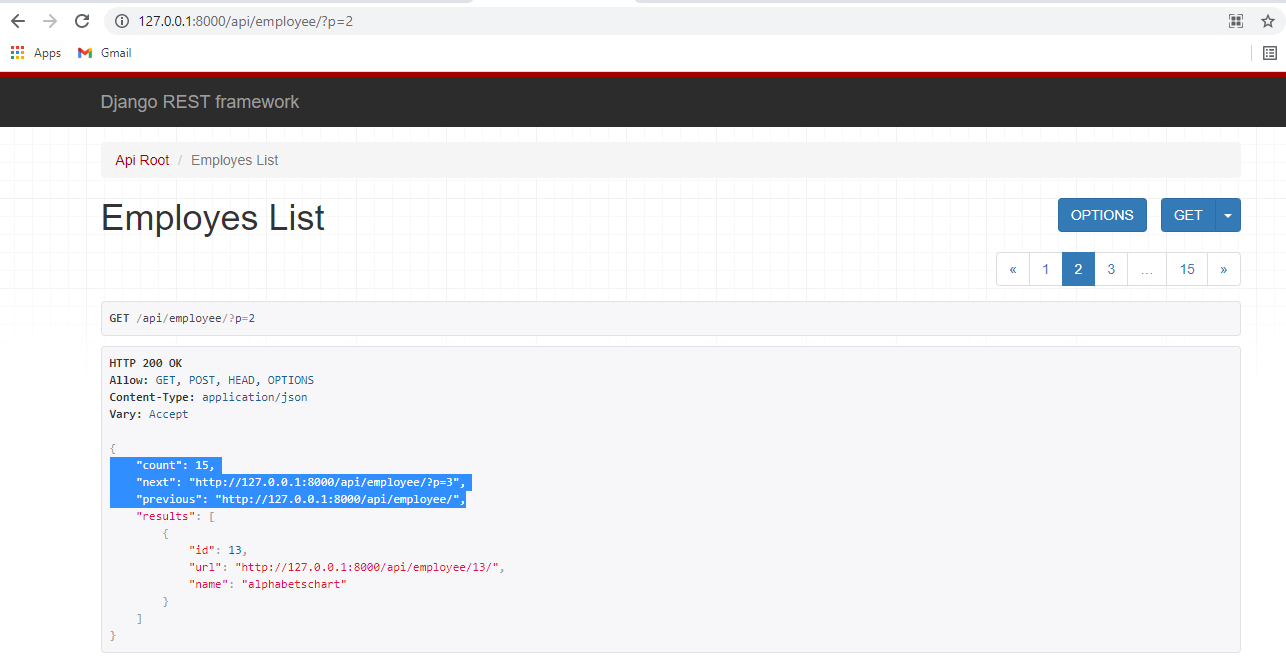 127.0.0.1:8000/api/employee/?p=2
Apps Gmail
Django REST framework
Api Root / Employes List
Employes List
OPTIONS GET
« 1 2 3 … 15 »
GET /api/employee/?p=2
HTTP 200 OK
Allow: GET, POST, HEAD, OPTIONS
Content-Type: application/json
Vary: Accept
{
    "count": 15,
    "next": "http://127.0.0.1:8000/api/employee/?p=3",
    "previous": "http://127.0.0.1:8000/api/employee/",
    "results": [
        {
            "id": 13,
            "url": "http://127.0.0.1:8000/api/employee/13/",
            "name": "alphabetschart"
        }
    ]
}